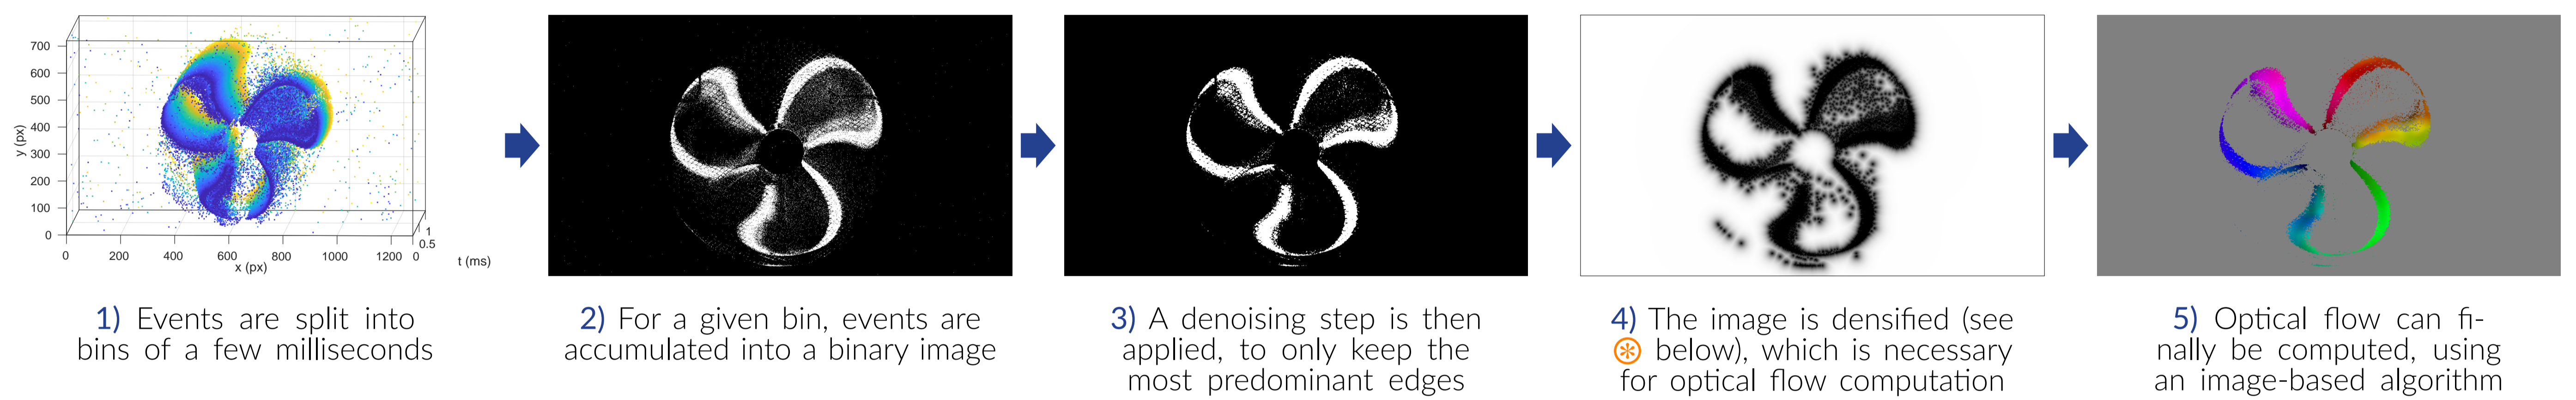 700
600
500
400
300
200
100
0
y (px)
0
200
400
600
800
1000
1200
0
0.5
1
x (px)
t (ms)
1) Events are split into
bins of a few milliseconds
2) For a given bin, events are
accumulated into a binary image
3) A denoising step is then
applied, to only keep the
most predominant edges
4) The image is densified (see
⊛ below), which is necessary
for optical flow computation
5) Optical flow can fi-
nally be computed, using
an image-based algorithm